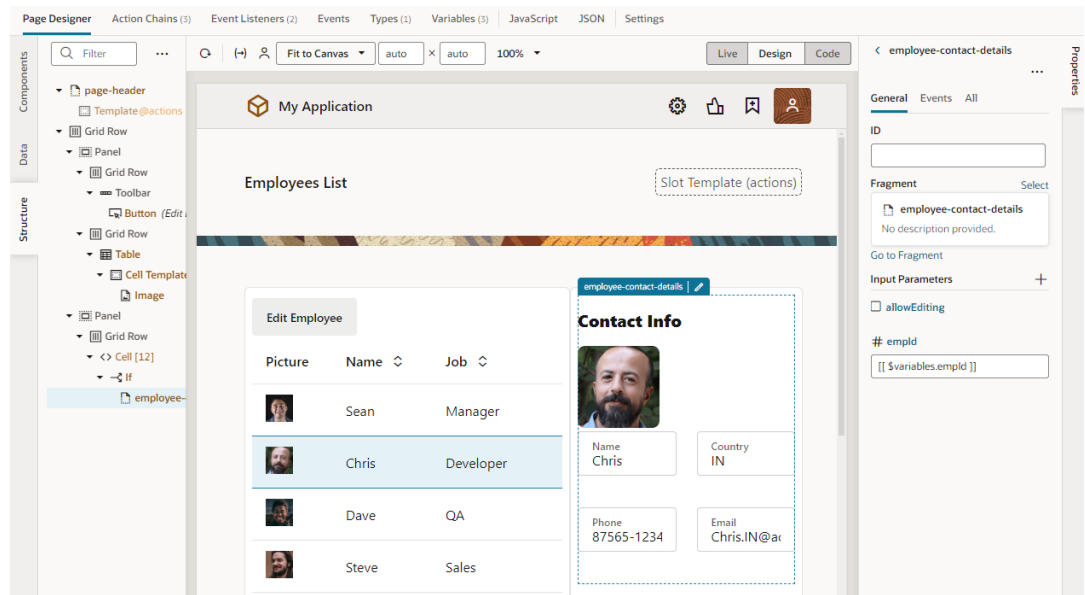 Page Designer Action Chains (3) Event Listeners (2) Events Types (1) Variables (3) JavaScript JSON Settings
Components
Data
Structure
Filter ...
page-header
Template @actions
Grid Row
Panel
Grid Row
Toolbar
Button (Edit
Grid Row
Table
Cell Template
Image
Panel
Grid Row
Cell [12]
If
employee-
Fit to Canvas auto × auto 100% Live Design Code
My Application
Employees List Slot Template (actions)
Edit Employee
Picture Name Job
Sean Manager
Chris Developer
Dave QA
Steve Sales
employee-contact-details
Contact Info
Name Country
Chris IN
Phone Email
87565-1234 Chris.IN@ac
employee-contact-details
...
General Events All
ID
Fragment Select
employee-contact-details
No description provided.
Go to Fragment
Input Parameters +
allowEditing
# empId
[[ $variables.empId ]]
Properties